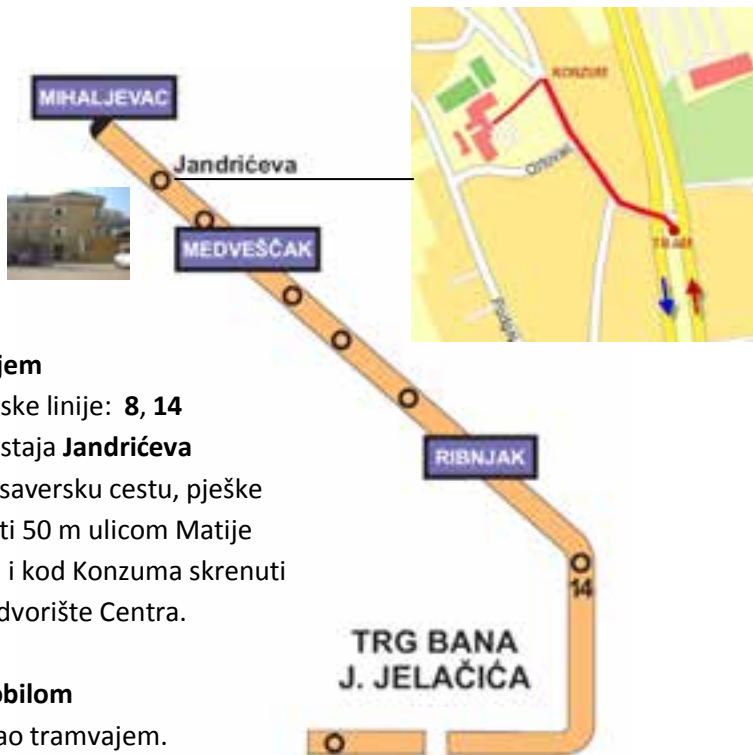 MIHALJEVAC
KONZUM
Jandrićeva
TRAM
MEDVEŠČAK
jem
ske linije: 8, 14
staja Jandrićeva
RIBNJAK
saversku cestu, pješke
ti 50 m ulicom Matije
i kod Konzuma skrenuti
14
dvorište Centra.
TRG BANA
J. JELAČIĆA
obilom
ao tramvajem.